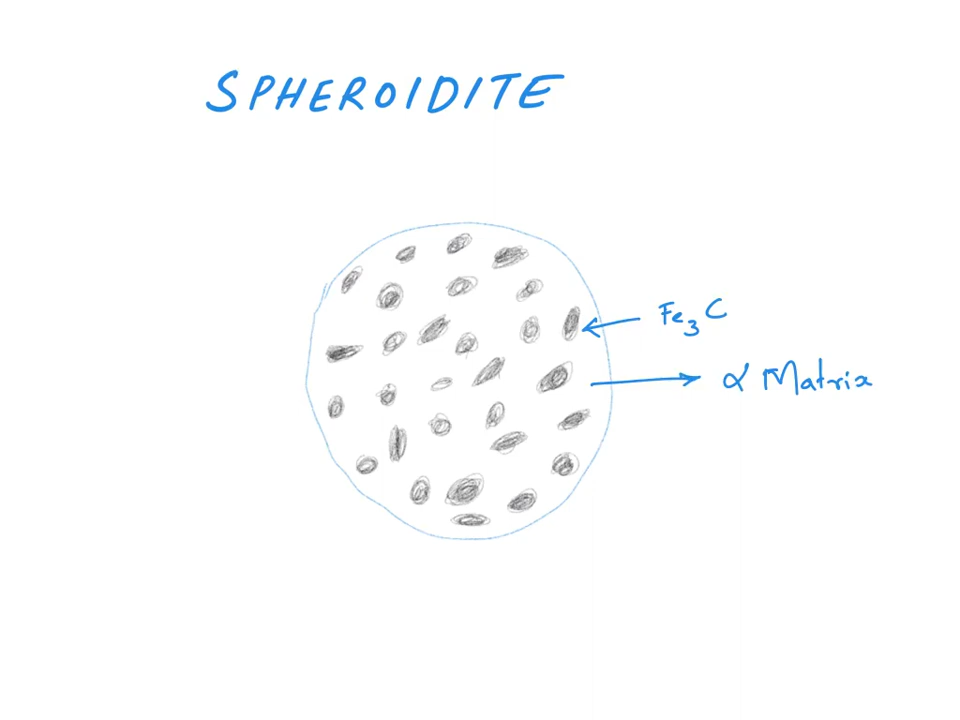 SPHEROIDITE
Fe₃C
α Matrix